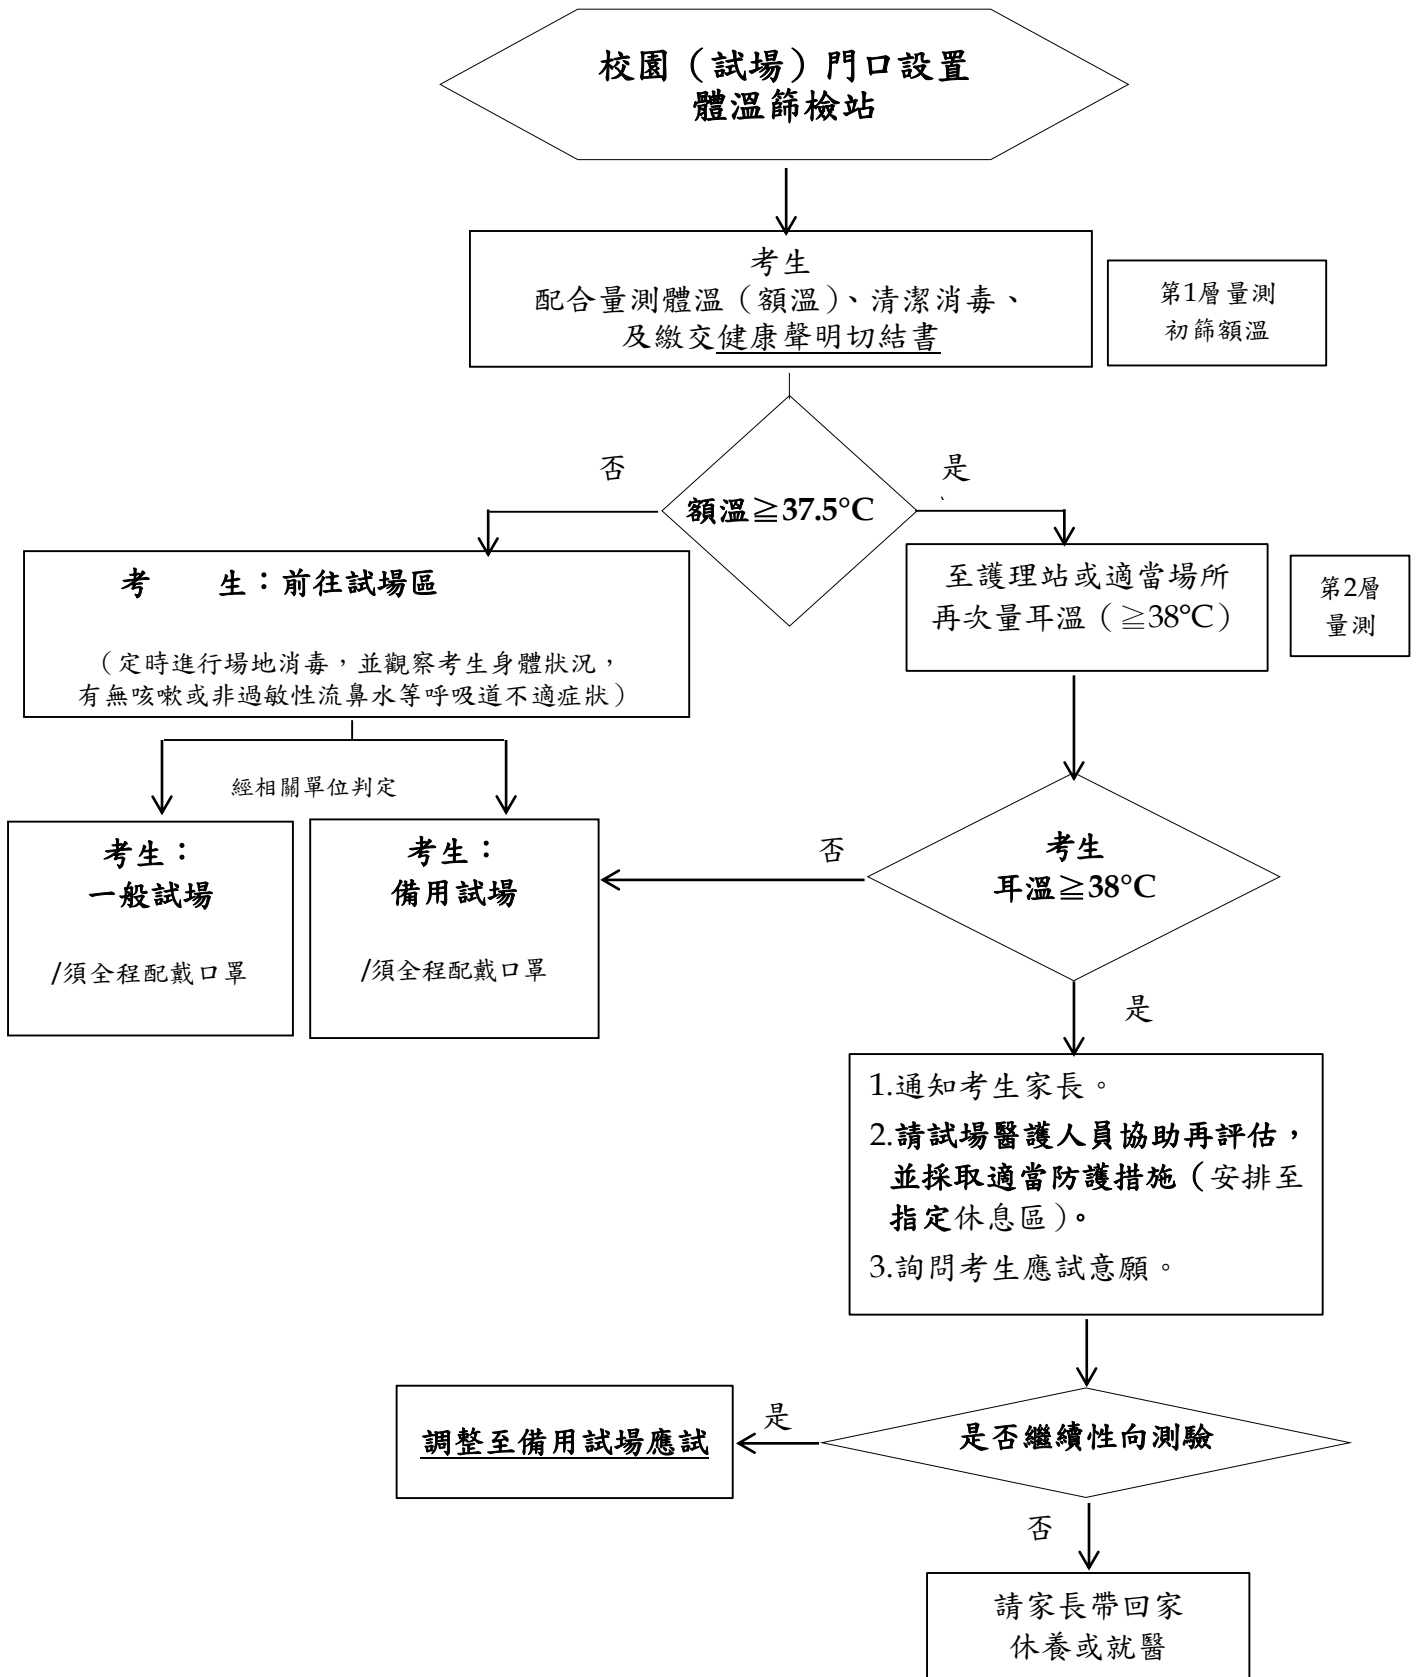 校園（試場）門口設置
體溫篩檢站
考生
配合量測體溫（額溫）、清潔消毒、
及繳交健康聲明切結書
第1層量測
初篩額溫
否
是
額溫≧37.5°C
考 生：前往試場區
（定時進行場地消毒，並觀察考生身體狀況，
有無咳嗽或非過敏性流鼻水等呼吸道不適症狀）
至護理站或適當場所
再次量耳溫（≧38°C）
第2層
量測
經相關單位判定
考生：
一般試場
/須全程配戴口罩
考生：
備用試場
/須全程配戴口罩
否
考生
耳溫≧38°C
是
1.通知考生家長。
2.請試場醫護人員協助再評估，
並採取適當防護措施（安排至
指定休息區）。
3.詢問考生應試意願。
調整至備用試場應試
是
是否繼續性向測驗
否
請家長帶回家
休養或就醫